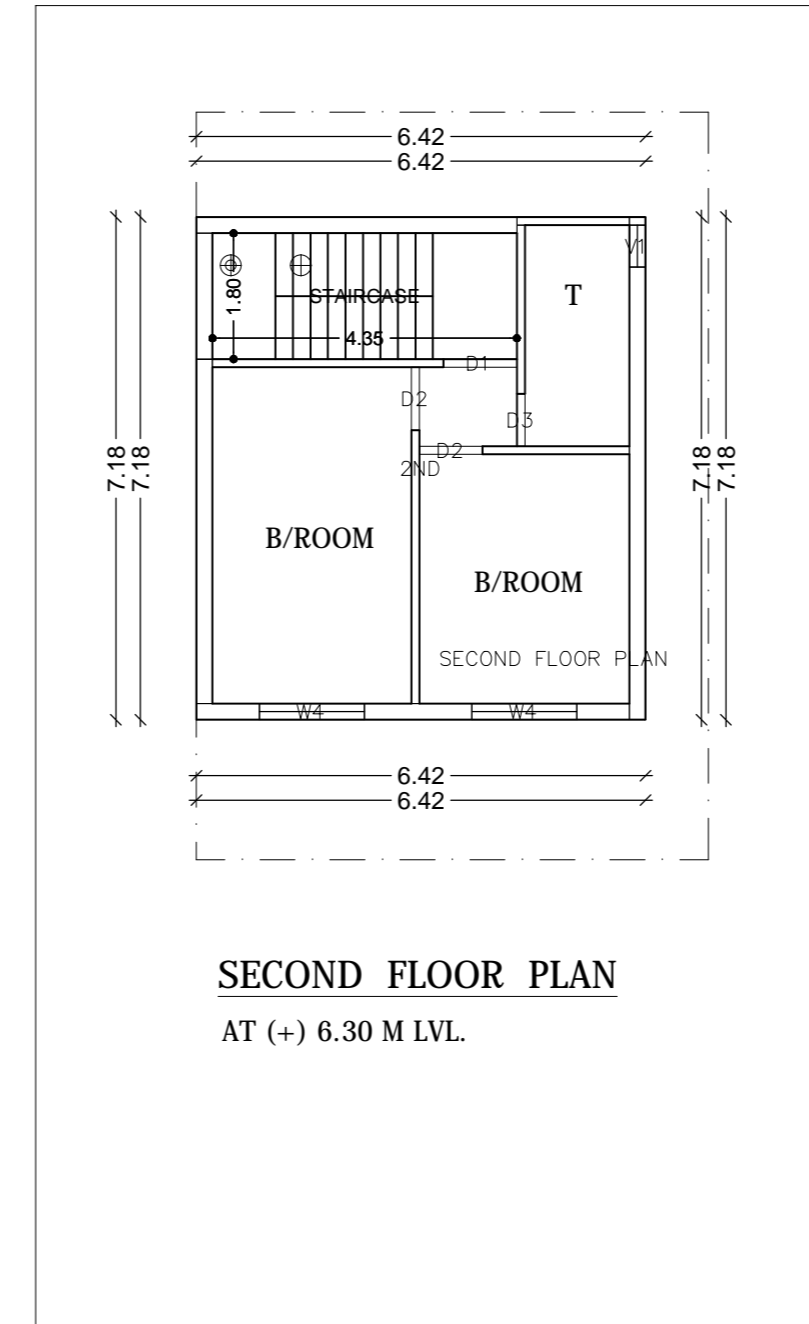 6.42
6.42
V1
T
1.80
STAIRCASE
4.35
D1
D2
D3
D2
2ND
7.18
7.18
7.18
7.18
B/ROOM
B/ROOM
SECOND FLOOR PLAN
W4
W4
6.42
6.42
SECOND FLOOR PLAN
AT (+) 6.30 M LVL.